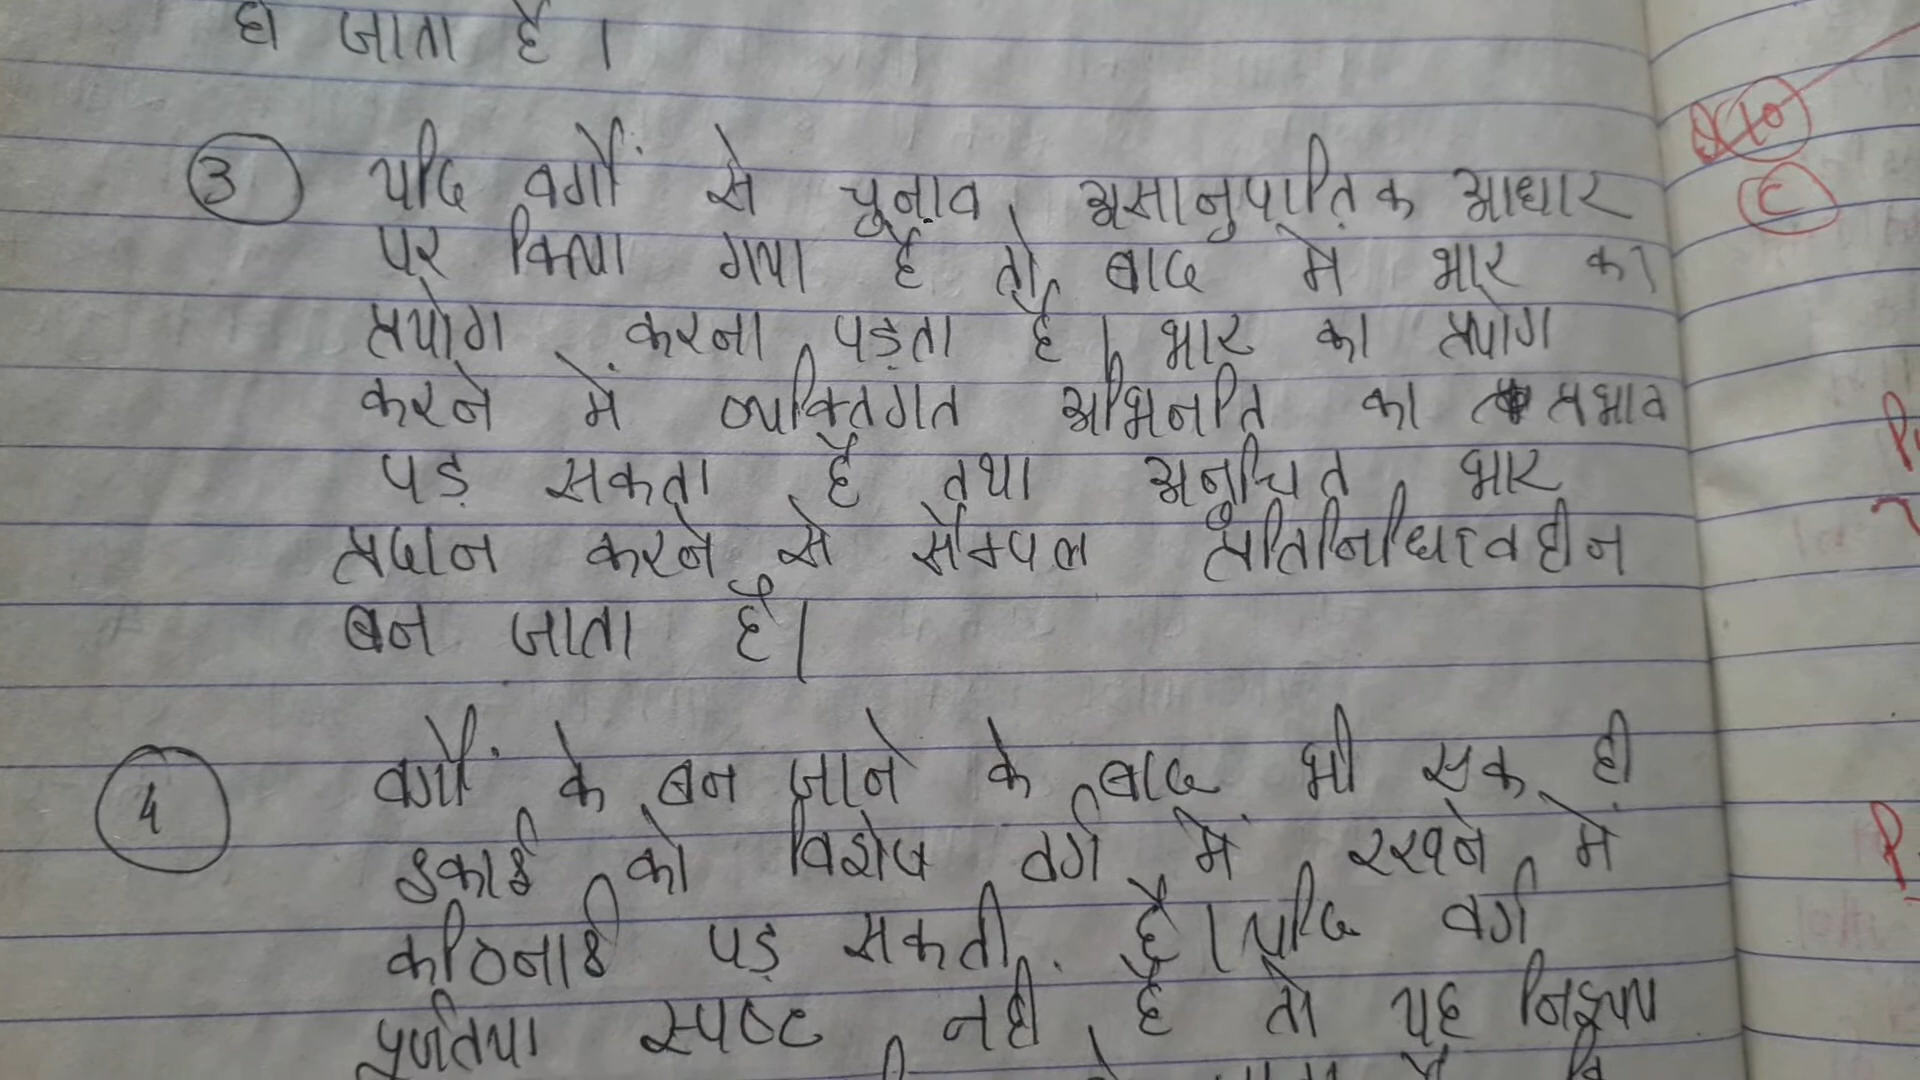 हो जाता है।
③ यदि वर्गों से चुनाव असानुपातिक आधार
पर किया गया है तो बाद में भार का
प्रयोग करना पड़ता है। भार का प्रयोग
करने में व्यक्तिगत अभिनति का प्रभाव
पड़ सकता है तथा अनुचित भार
प्रदान करने से सैम्पल प्रतिनिधित्वहीन
बन जाता है।
④ वर्गों के बन जाने के बाद भी एक ही
इकाई को विशेष वर्ग में रखने में
कठिनाई पड़ सकती है। यदि वर्ग
पूर्णतया स्पष्ट नहीं है तो यह निश्चय